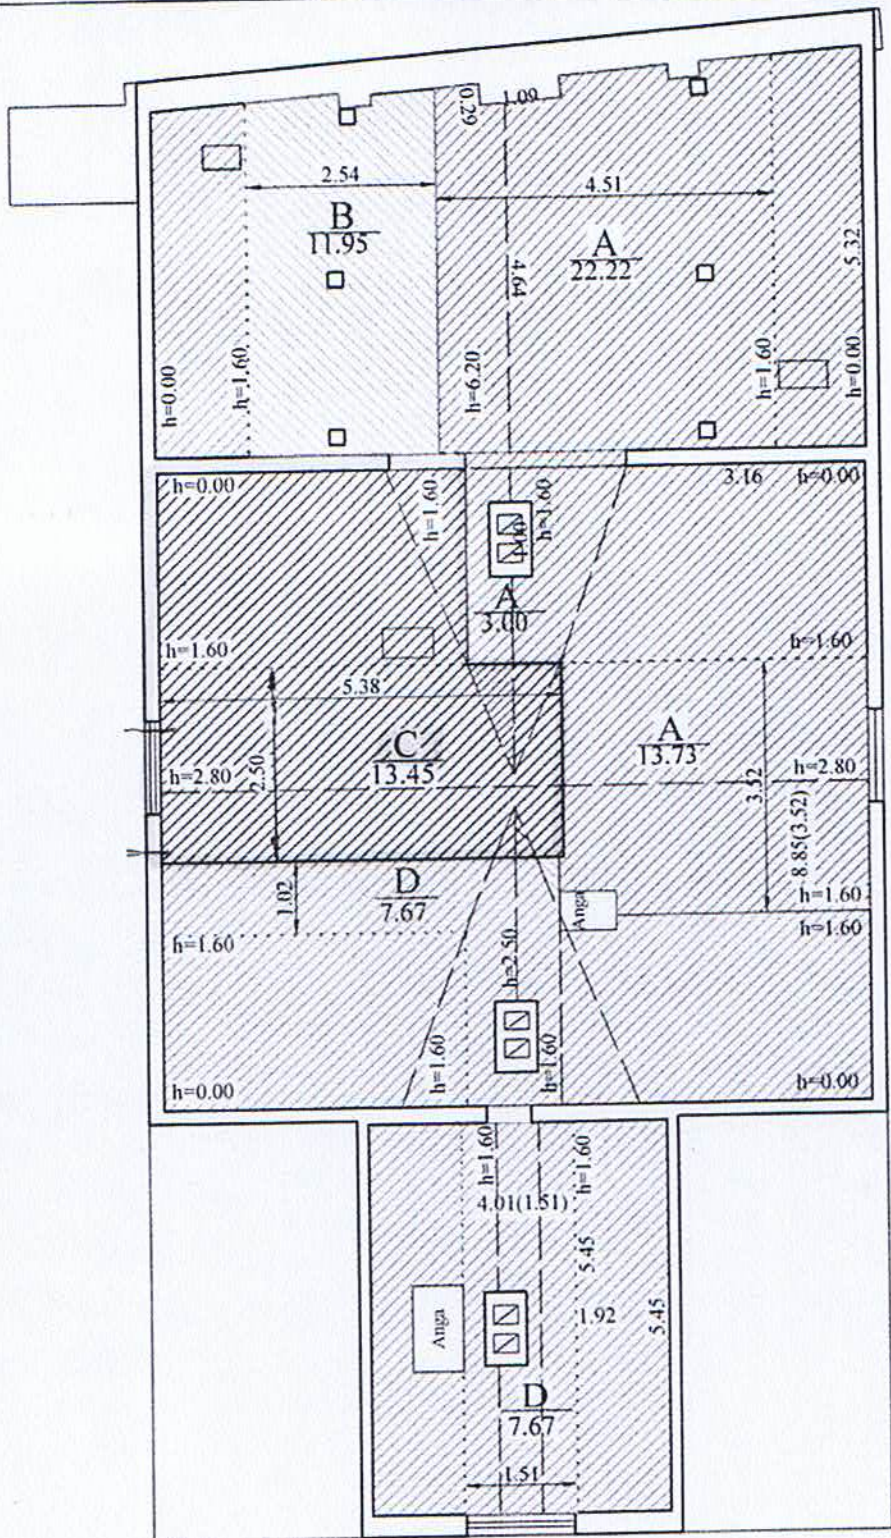 0.29
1.09
2.54
4.51
B
11.95
A
22.22
4.64
5.32
h=0.00
h=1.60
h=6.20
h=1.60
h=0.00
h=0.00
h=1.60
h=1.60
3.16
h=0.00
A
3.00
h=1.60
h=1.60
5.38
C
13.45
A
13.73
h=2.80
2.50
3.52
h=2.80
8.85(3.52)
D
7.67
1.02
Anga
h=1.60
h=1.60
h=1.60
h=2.50
h=1.60
h=1.60
h=0.00
h=0.00
h=1.60
4.01(1.51)
h=1.60
5.45
1.92
5.45
Anga
D
7.67
1.51